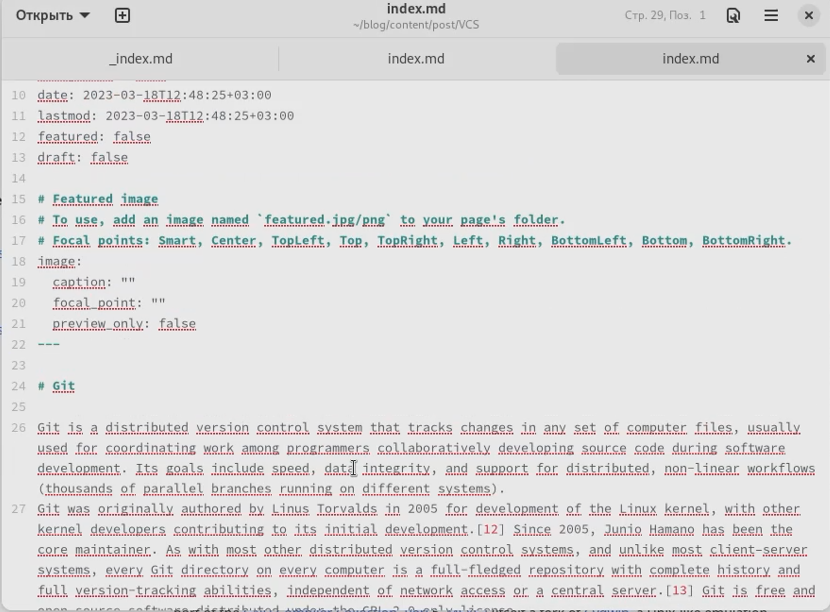 Открыть
index.md
~/blog/content/post/VCS
Стр. 29, Поз. 1
_index.md
index.md
index.md
10 date: 2023-03-18T12:48:25+03:00
11 lastmod: 2023-03-18T12:48:25+03:00
12 featured: false
13 draft: false
14
15 # Featured image
16 # To use, add an image named `featured.jpg/png` to your page's folder.
17 # Focal points: Smart, Center, TopLeft, Top, TopRight, Left, Right, BottomLeft, Bottom, BottomRight.
18 image:
19 caption: ""
20 focal_point: ""
21 preview_only: false
22 ---
23
24 # Git
25
26 Git is a distributed version control system that tracks changes in any set of computer files, usually
used for coordinating work among programmers collaboratively developing source code during software
development. Its goals include speed, data integrity, and support for distributed, non-linear workflows
(thousands of parallel branches running on different systems).
27 Git was originally authored by Linus Torvalds in 2005 for development of the Linux kernel, with other
kernel developers contributing to its initial development.[12] Since 2005, Junio Hamano has been the
core maintainer. As with most other distributed version control systems, and unlike most client–server
systems, every Git directory on every computer is a full-fledged repository with complete history and
full version-tracking abilities, independent of network access or a central server.[13] Git is free and